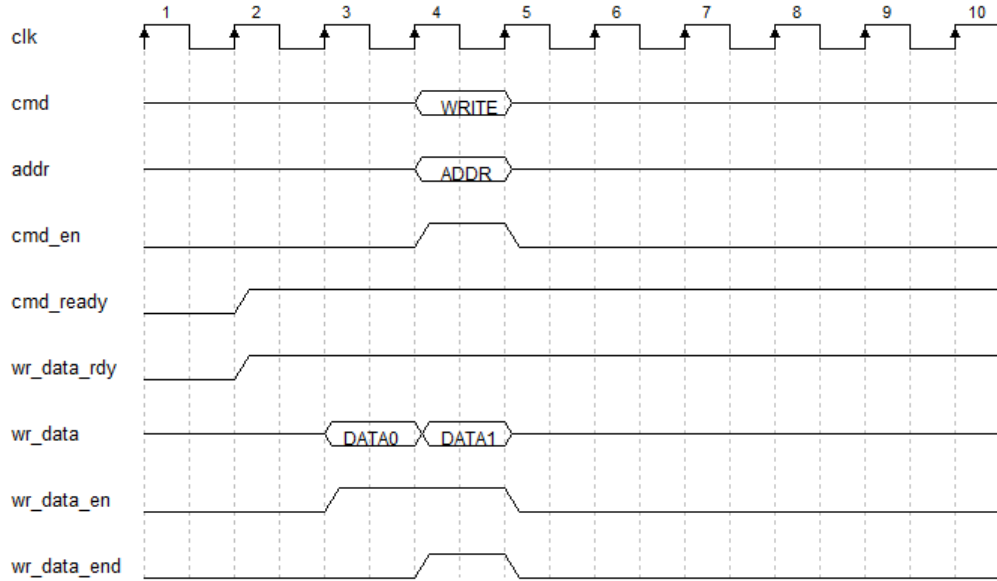 1 2 3 4 5 6 7 8 9 10
clk
cmd WRITE
addr ADDR
cmd_en
cmd_ready
wr_data_rdy
wr_data DATA0 DATA1
wr_data_en
wr_data_end